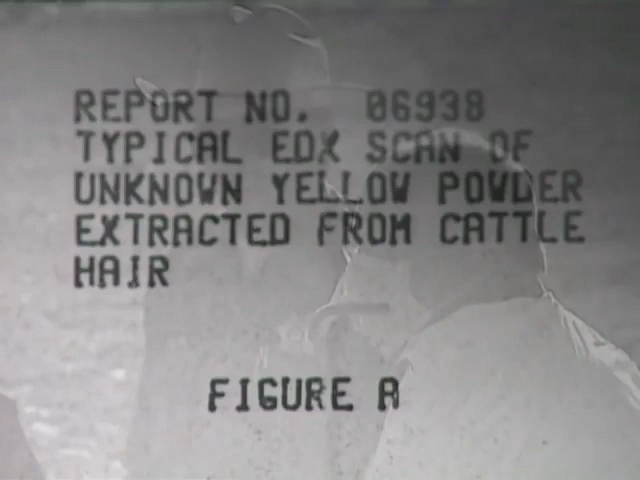 REPORT NO. 06938
TYPICAL EDX SCAN OF
UNKNOWN YELLOW POWDER
EXTRACTED FROM CATTLE
HAIR
FIGURE A